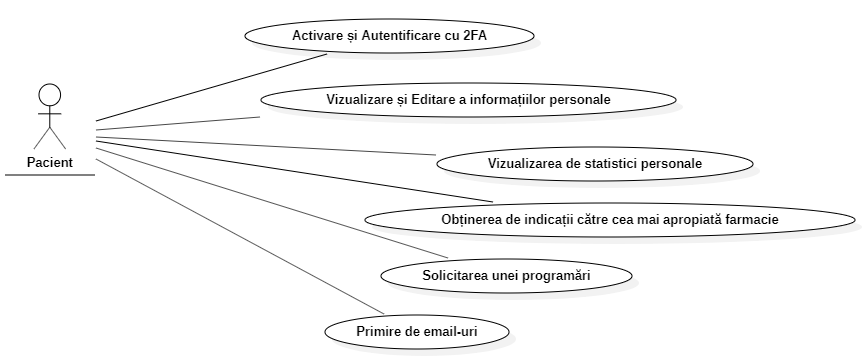 Activare și Autentificare cu 2FA
Vizualizare și Editare a informațiilor personale
Pacient
Vizualizarea de statistici personale
Obținerea de indicații către cea mai apropiată farmacie
Solicitarea unei programări
Primire de email-uri